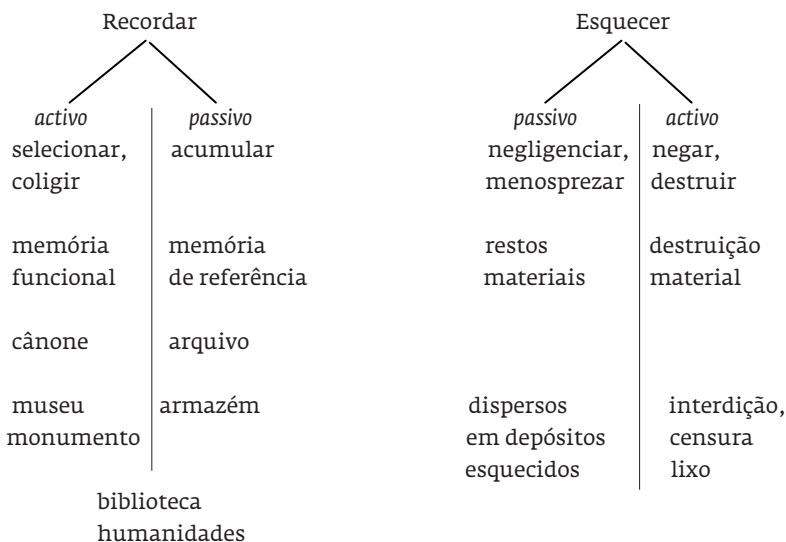 Recordar
activo
selecionar,
coligir
memória
funcional
cânone
museu
monumento
passivo
acumular
memória
de referência
arquivo
armazém
biblioteca
humanidades
Esquecer
passivo
negligenciar,
menosprezar
restos
materiais
dispersos
em depósitos
esquecidos
activo
negar,
destruir
destruição
material
interdição,
censura
lixo